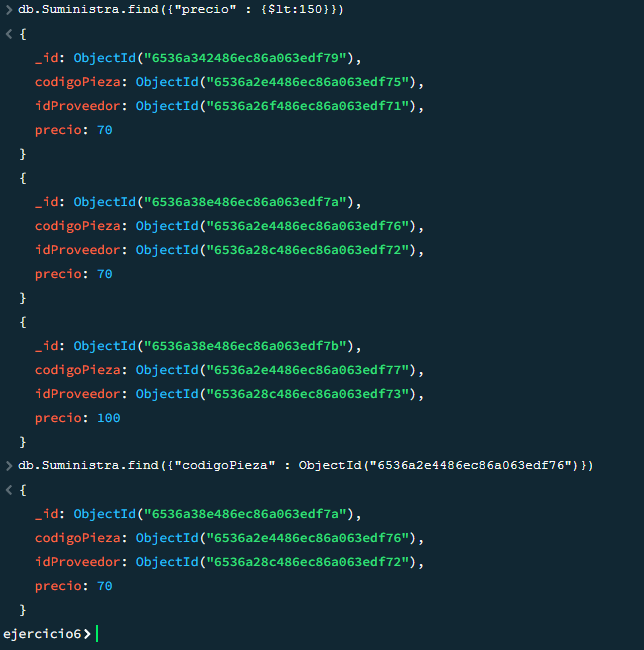 > db.Suministra.find({"precio" : {$lt:150}})
< {
_id: ObjectId("6536a342486ec86a063edf79"),
codigoPieza: ObjectId("6536a2e4486ec86a063edf75"),
idProveedor: ObjectId("6536a26f486ec86a063edf71"),
precio: 70
}
{
_id: ObjectId("6536a38e486ec86a063edf7a"),
codigoPieza: ObjectId("6536a2e4486ec86a063edf76"),
idProveedor: ObjectId("6536a28c486ec86a063edf72"),
precio: 70
}
{
_id: ObjectId("6536a38e486ec86a063edf7b"),
codigoPieza: ObjectId("6536a2e4486ec86a063edf77"),
idProveedor: ObjectId("6536a28c486ec86a063edf73"),
precio: 100
}
> db.Suministra.find({"codigoPieza" : ObjectId("6536a2e4486ec86a063edf76")})
< {
_id: ObjectId("6536a38e486ec86a063edf7a"),
codigoPieza: ObjectId("6536a2e4486ec86a063edf76"),
idProveedor: ObjectId("6536a28c486ec86a063edf72"),
precio: 70
}
ejercicio6>